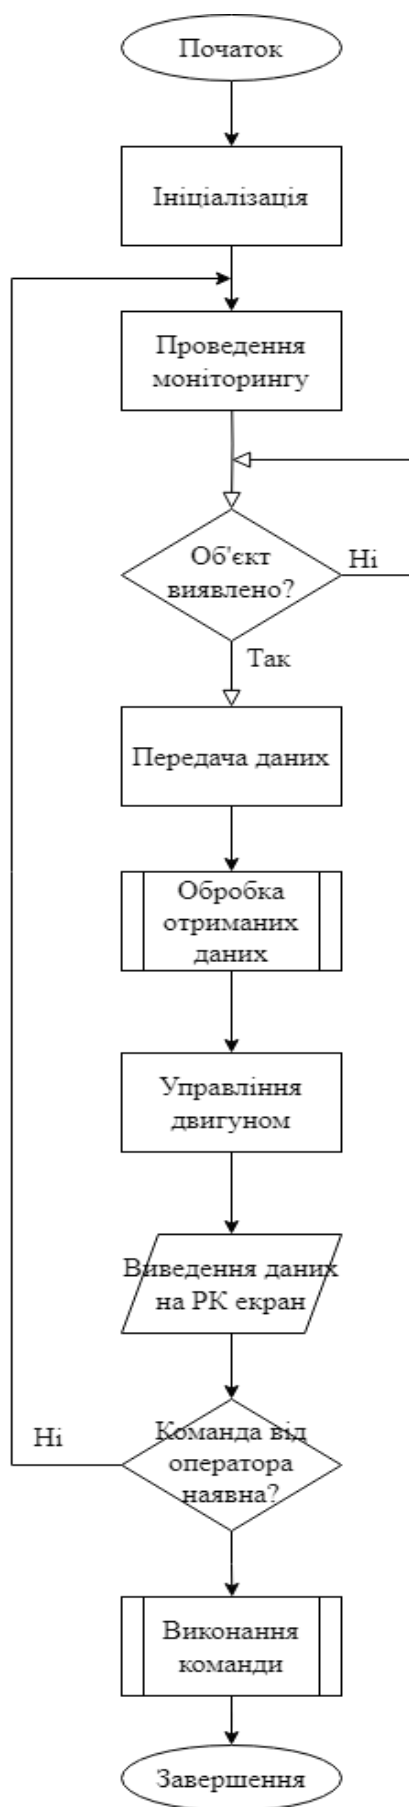 Початок
Ініціалізація
Проведення
моніторингу
Об'єкт
виявлено?
Ні
Так
Передача даних
Обробка
отриманих
даних
Управління
двигуном
Виведення даних
на РК екран
Ні
Команда від
оператора
наявна?
Виконання
команди
Завершення